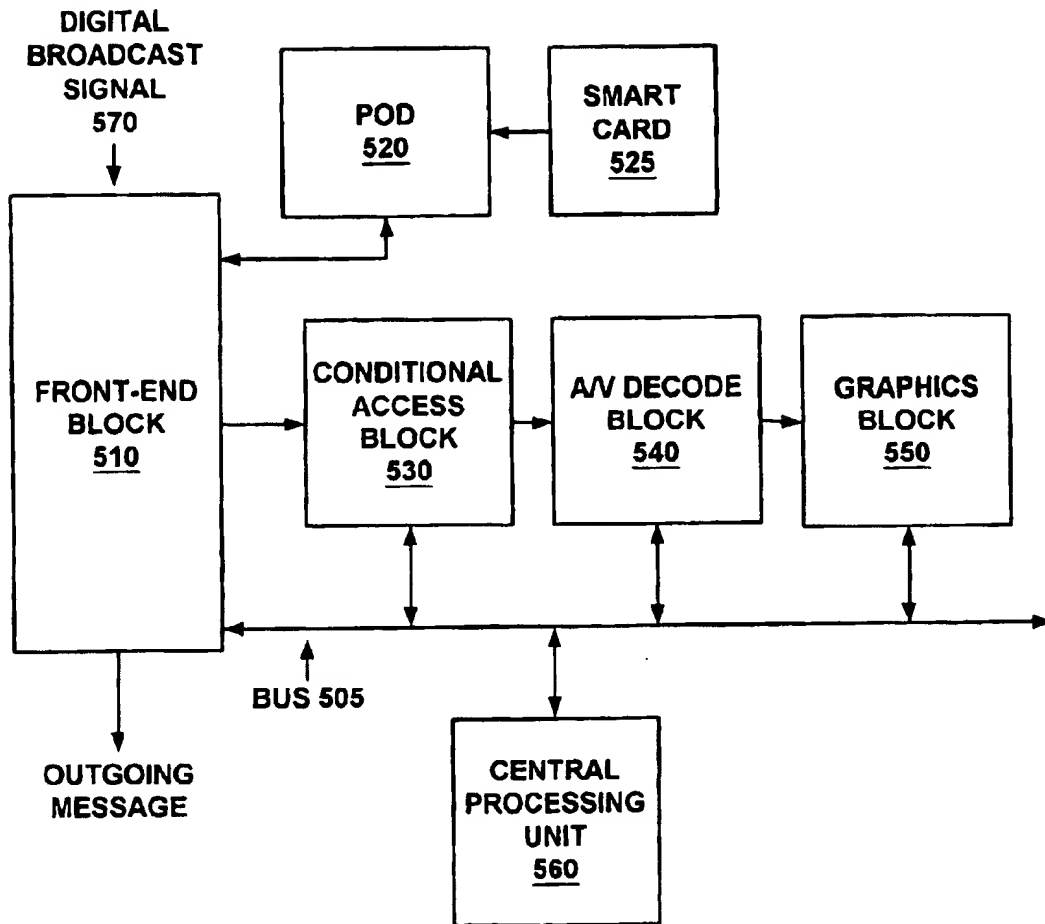 DIGITAL
BROADCAST
SIGNAL
570
POD
520
SMART
CARD
525
FRONT-END
BLOCK
510
CONDITIONAL
ACCESS
BLOCK
530
A/V DECODE
BLOCK
540
GRAPHICS
BLOCK
550
BUS 505
OUTGOING
MESSAGE
CENTRAL
PROCESSING
UNIT
560